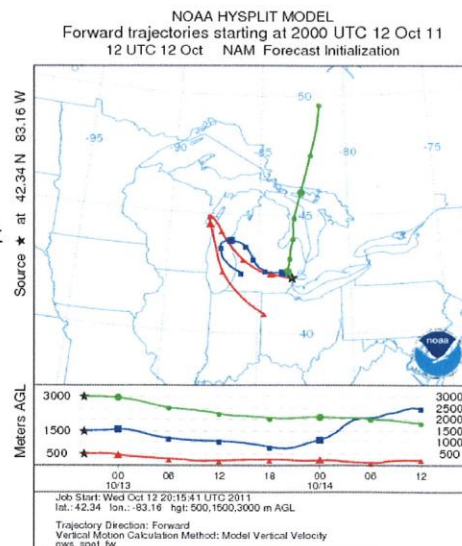 NOAA HYSPLIT MODEL
Forward trajectories starting at 2000 UTC 12 Oct 11
12 UTC 12 Oct NAM Forecast Initialization
Source ★ at 42.34 N 83.16 W
-95
-90
-85
-80
-75
50
45
40
noaa
Meters AGL
3000
1500
500
3000
2500
2000
1500
1000
500
00 06 12 18 00 06 12
10/13 10/14
Job Start: Wed Oct 12 20:15:41 UTC 2011
lat.: 42.34 lon.: -83.16 hgt: 500,1500,3000 m AGL
Trajectory Direction: Forward
Vertical Motion Calculation Method: Model Vertical Velocity